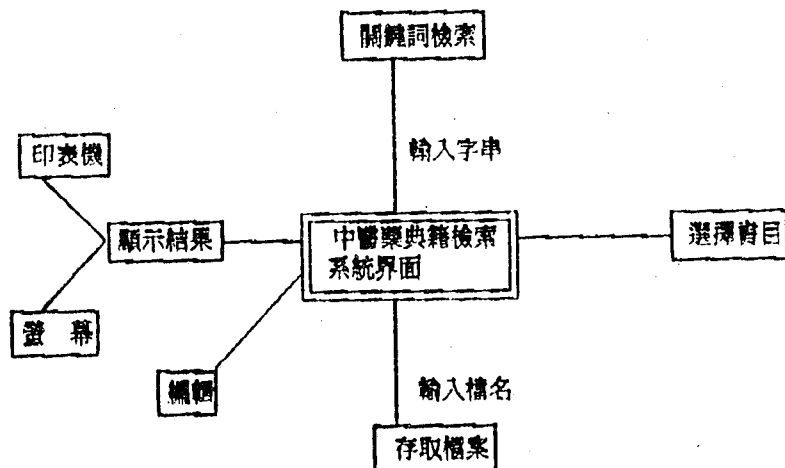 關鍵詞檢索
輸入字串
印表機
顯示結果
中醫藥典籍檢索
系統界面
選擇書目
螢 幕
編輯
輸入檔名
存取檔案